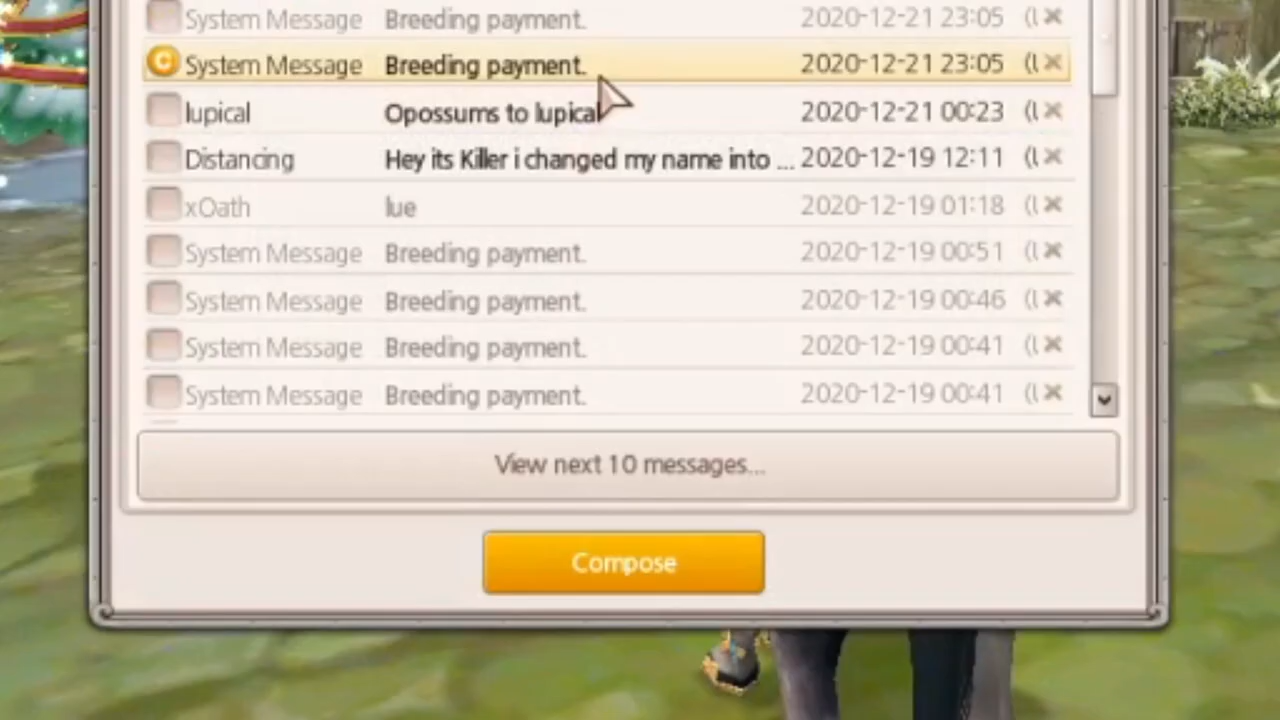 System Message Breeding payment. 2020-12-21 23:05
C System Message Breeding payment. 2020-12-21 23:05
lupical Opossums to lupical 2020-12-21 00:23
Distancing Hey its Killer i changed my name into ... 2020-12-19 12:11
xOath lue 2020-12-19 01:18
System Message Breeding payment. 2020-12-19 00:51
System Message Breeding payment. 2020-12-19 00:46
System Message Breeding payment. 2020-12-19 00:41
System Message Breeding payment. 2020-12-19 00:41
View next 10 messages...
Compose